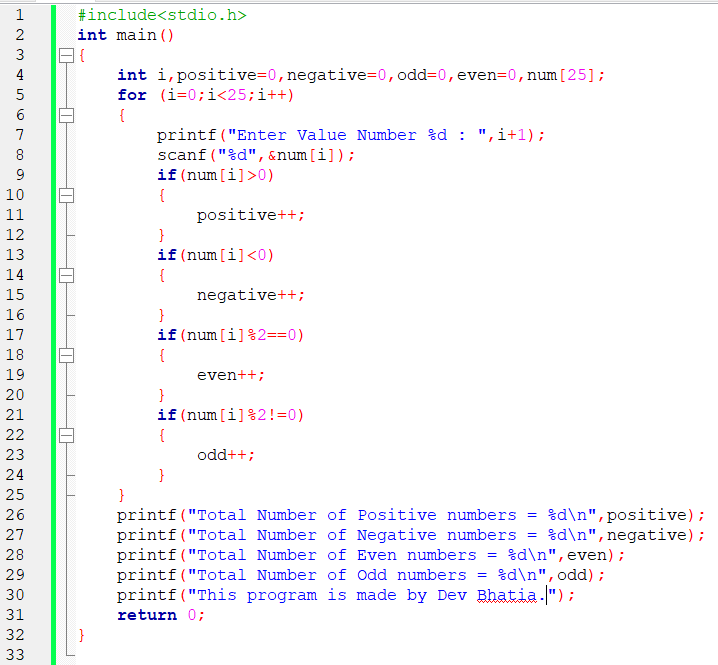 1 #include<stdio.h>
2 int main()
3 {
4     int i,positive=0,negative=0,odd=0,even=0,num[25];
5     for (i=0;i<25;i++)
6     {
7         printf("Enter Value Number %d : ",i+1);
8         scanf("%d",&num[i]);
9         if(num[i]>0)
10         {
11             positive++;
12         }
13         if(num[i]<0)
14         {
15             negative++;
16         }
17         if(num[i]%2==0)
18         {
19             even++;
20         }
21         if(num[i]%2!=0)
22         {
23             odd++;
24         }
25     }
26     printf("Total Number of Positive numbers = %d\n",positive);
27     printf("Total Number of Negative numbers = %d\n",negative);
28     printf("Total Number of Even numbers = %d\n",even);
29     printf("Total Number of Odd numbers = %d\n",odd);
30     printf("This program is made by Dev Bhatia.");
31     return 0;
32 }
33